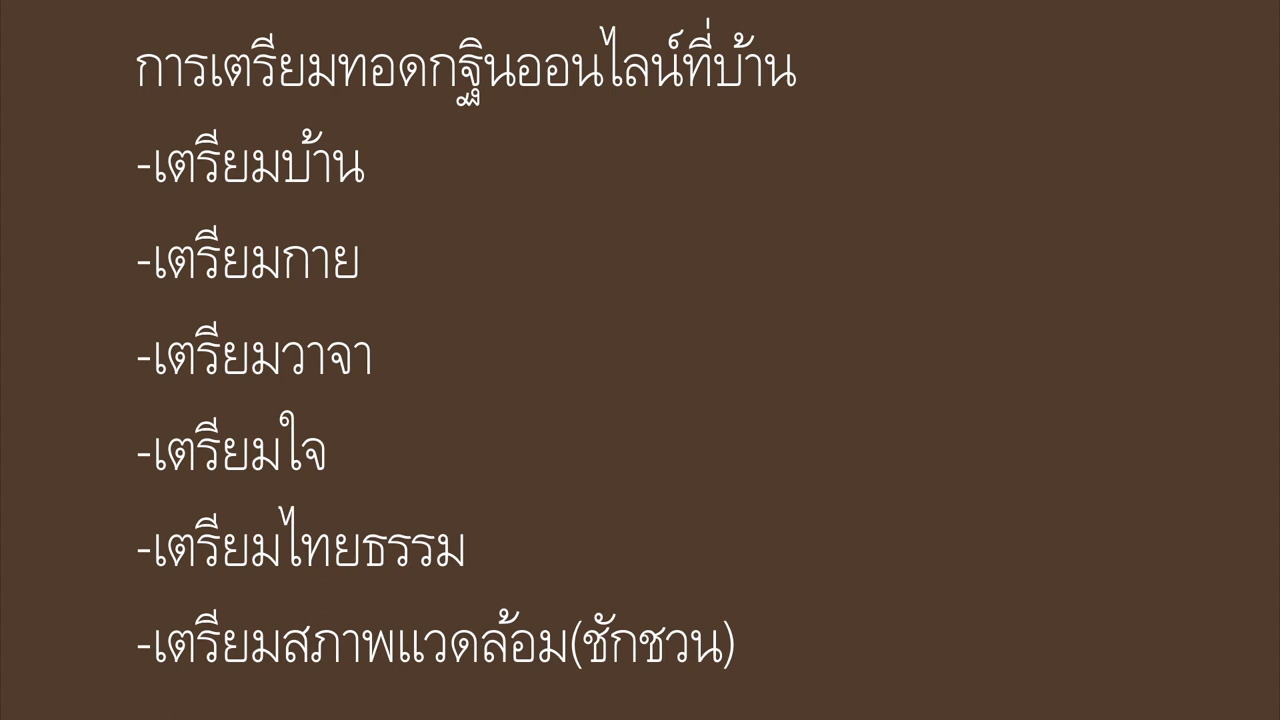 การเตรียมทอดกฐินออนไลน์ที่บ้าน
-เตรียมบ้าน
-เตรียมกาย
-เตรียมวาจา
-เตรียมใจ
-เตรียมไทยธรรม
-เตรียมสภาพแวดล้อม(ชักชวน)